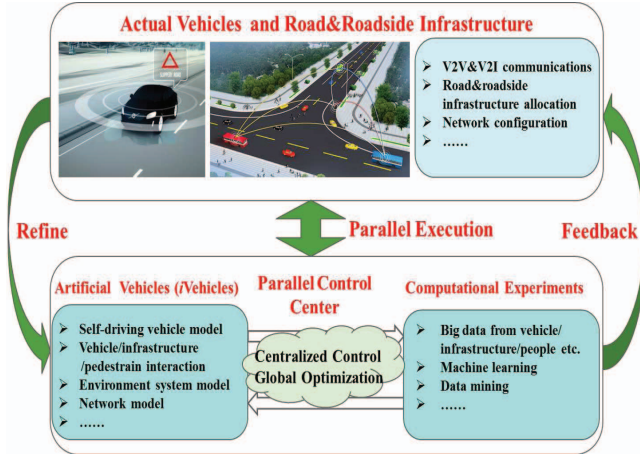 Actual Vehicles and Road&Roadside Infrastructure
V2V&V2I communications
Road&roadside
infrastructure allocation
Network configuration
......
Refine
Parallel Execution
Feedback
Artificial Vehicles (iVehicles)
Self-driving vehicle model
Vehicle/infrastructure
/pedestrain interaction
Environment system model
Network model
......
Parallel Control
Center
Centralized Control
Global Optimization
Computational Experiments
Big data from vehicle/
infrastructure/people etc.
Machine learning
Data mining
......